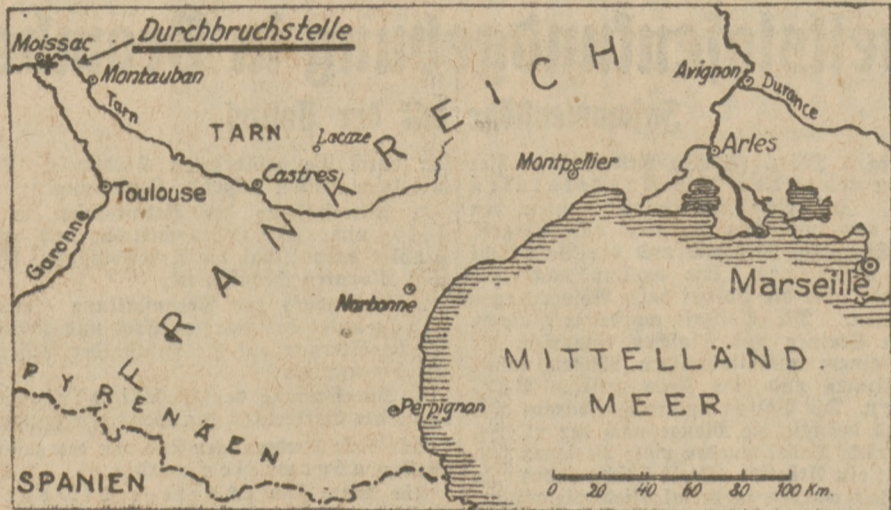 Durchbruchstelle
Moissac
Montauban
Tarn
TARN
Lacaze
Castres
Toulouse
Garonne
FRANKREICH
Avignon
Durance
Arles
Montpellier
Marseille
Narbonne
MITTELLÄND.
MEER
Perpignan
PYRENÄEN
SPANIEN
0 20 40 60 80 100 Km.